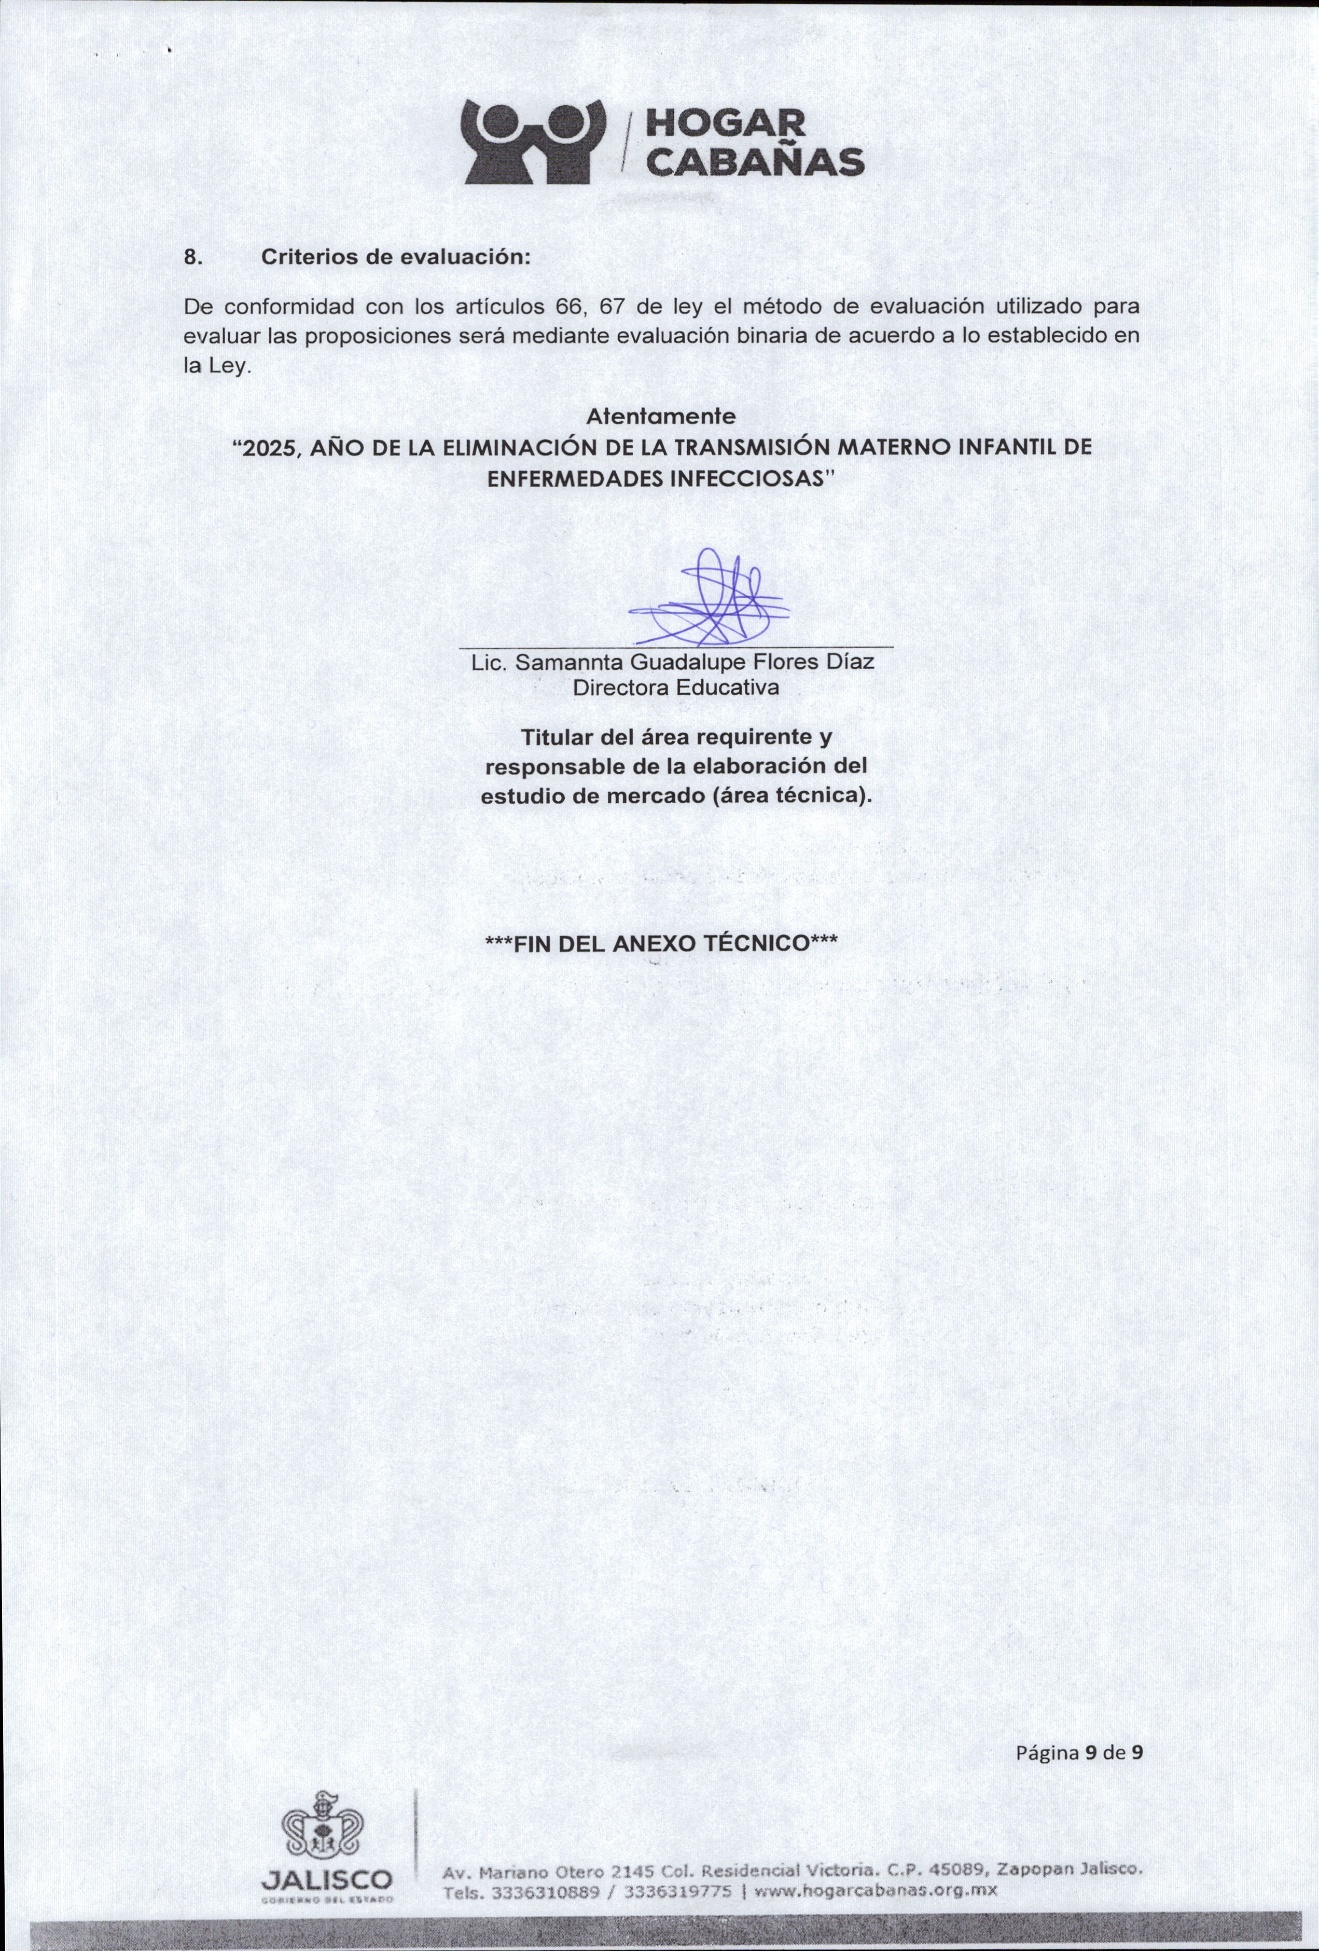 HOGAR
CABAÑAS
8. Criterios de evaluación:
De conformidad con los artículos 66, 67 de ley el método de evaluación utilizado para
evaluar las proposiciones será mediante evaluación binaria de acuerdo a lo establecido en
la Ley.
Atentamente
“2025, AÑO DE LA ELIMINACIÓN DE LA TRANSMISIÓN MATERNO INFANTIL DE
ENFERMEDADES INFECCIOSAS”
Lic. Samannta Guadalupe Flores Díaz
Directora Educativa
Titular del área requirente y
responsable de la elaboración del
estudio de mercado (área técnica).
***FIN DEL ANEXO TÉCNICO***
Página 9 de 9
JALISCO
GOBIERNO DEL ESTADO
Av. Mariano Otero 2145 Col. Residencial Victoria. C.P. 45089, Zapopan Jalisco.
Tels. 3336310889 / 3336319775 | www.hogarcabanas.org.mx